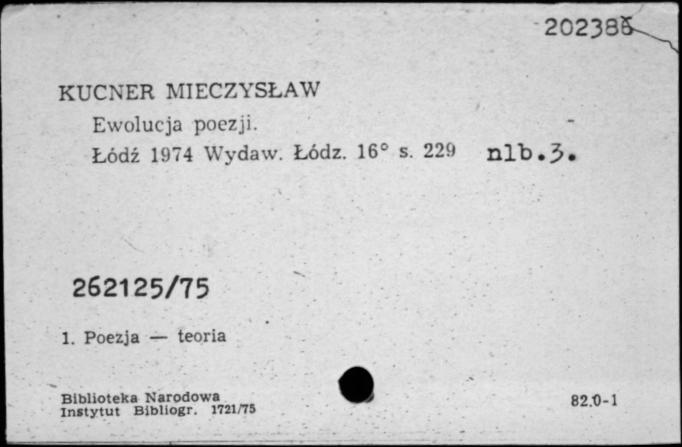 202386
KUCNER MIECZYSŁAW
Ewolucja poezji.
Łódź 1974 Wydaw. Łódz. 16° s. 229 nlb.3.
262125/75
1. Poezja — teoria
Biblioteka Narodowa
Instytut Bibliogr. 1721/75
82.0-1